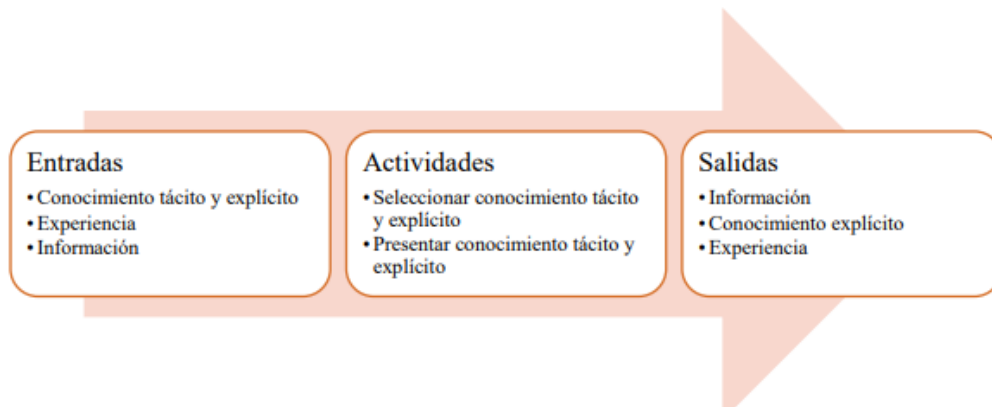 Entradas
• Conocimiento tácito y explícito
• Experiencia
• Información
Actividades
• Seleccionar conocimiento tácito
y explícito
• Presentar conocimiento tácito y
explícito
Salidas
• Información
• Conocimiento explícito
• Experiencia